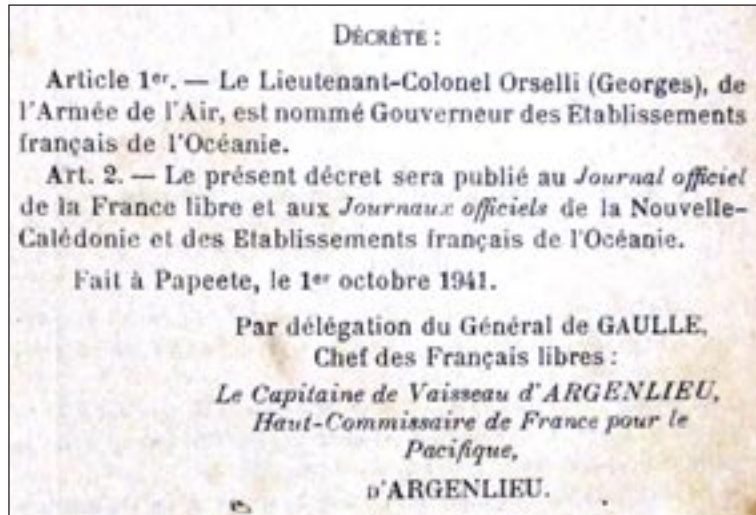 DÉCRÈTE :
Article 1er. — Le Lieutenant-Colonel Orselli (Georges), de
l'Armée de l'Air, est nommé Gouverneur des Etablissements
français de l'Océanie.
Art. 2. — Le présent décret sera publié au Journal officiel
de la France libre et aux Journaux officiels de la Nouvelle-
Calédonie et des Etablissements français de l'Océanie.
Fait à Papeete, le 1er octobre 1941.
Par délégation du Général de GAULLE,
Chef des Français libres :
Le Capitaine de Vaisseau d'ARGENLIEU,
Haut-Commissaire de France pour le
Pacifique,
D'ARGENLIEU.